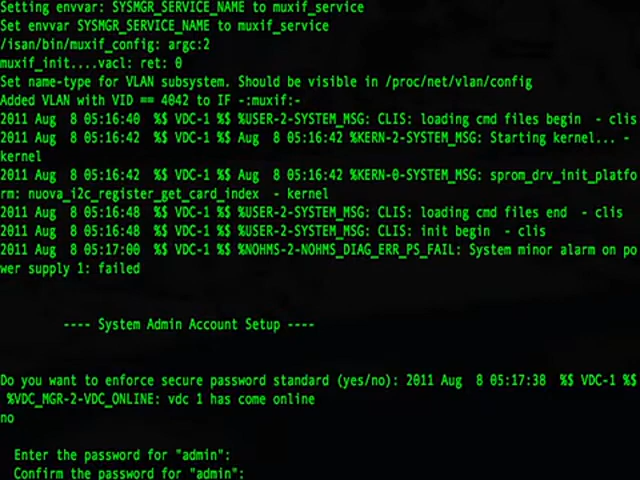 Setting envvar: SYSMGR_SERVICE_NAME to muxif_service
Set envvar SYSMGR_SERVICE_NAME to muxif_service
/isan/bin/muxif_config: argc:2
muxif_init....vacl: ret: 0
Set name-type for VLAN subsystem. Should be visible in /proc/net/vlan/config
Added VLAN with VID == 4042 to IF -:muxif:-
2011 Aug  8 05:16:40  %$ VDC-1 %$ %USER-2-SYSTEM_MSG: CLIS: loading cmd files begin  - clis
2011 Aug  8 05:16:42  %$ VDC-1 %$ Aug  8 05:16:42 %KERN-2-SYSTEM_MSG: Starting kernel... -
kernel
2011 Aug  8 05:16:42  %$ VDC-1 %$ Aug  8 05:16:42 %KERN-0-SYSTEM_MSG: sprom_drv_init_platfo
rm: nuova_i2c_register_get_card_index  - kernel
2011 Aug  8 05:16:48  %$ VDC-1 %$ %USER-2-SYSTEM_MSG: CLIS: loading cmd files end  - clis
2011 Aug  8 05:16:48  %$ VDC-1 %$ %USER-2-SYSTEM_MSG: CLIS: init begin  - clis
2011 Aug  8 05:17:00  %$ VDC-1 %$ %NOHMS-2-NOHMS_DIAG_ERR_PS_FAIL: System minor alarm on po
wer supply 1: failed
---- System Admin Account Setup ----
Do you want to enforce secure password standard (yes/no): 2011 Aug  8 05:17:38  %$ VDC-1 %$
%VDC_MGR-2-VDC_ONLINE: vdc 1 has come online
no
Enter the password for "admin":
Confirm the password for "admin":